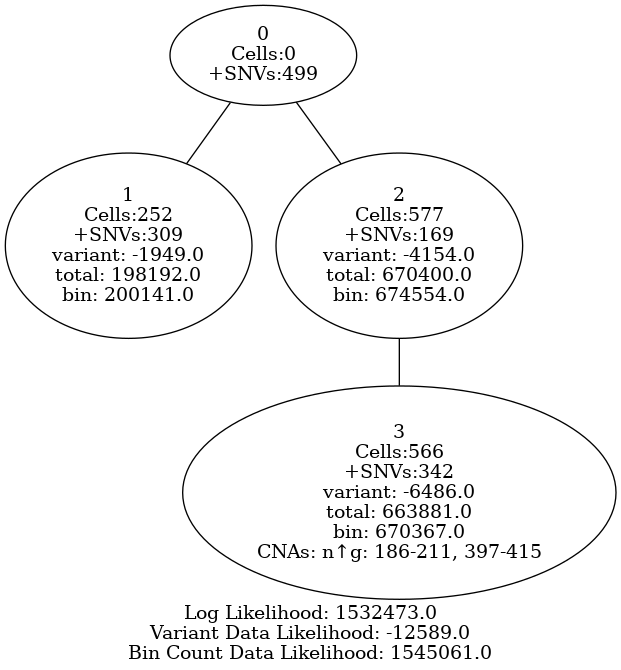 0
Cells:0
+SNVs:499
1
Cells:252
+SNVs:309
variant: -1949.0
total: 198192.0
bin: 200141.0
2
Cells:577
+SNVs:169
variant: -4154.0
total: 670400.0
bin: 674554.0
3
Cells:566
+SNVs:342
variant: -6486.0
total: 663881.0
bin: 670367.0
CNAs: n↑g: 186-211, 397-415
Log Likelihood: 1532473.0
Variant Data Likelihood: -12589.0
Bin Count Data Likelihood: 1545061.0